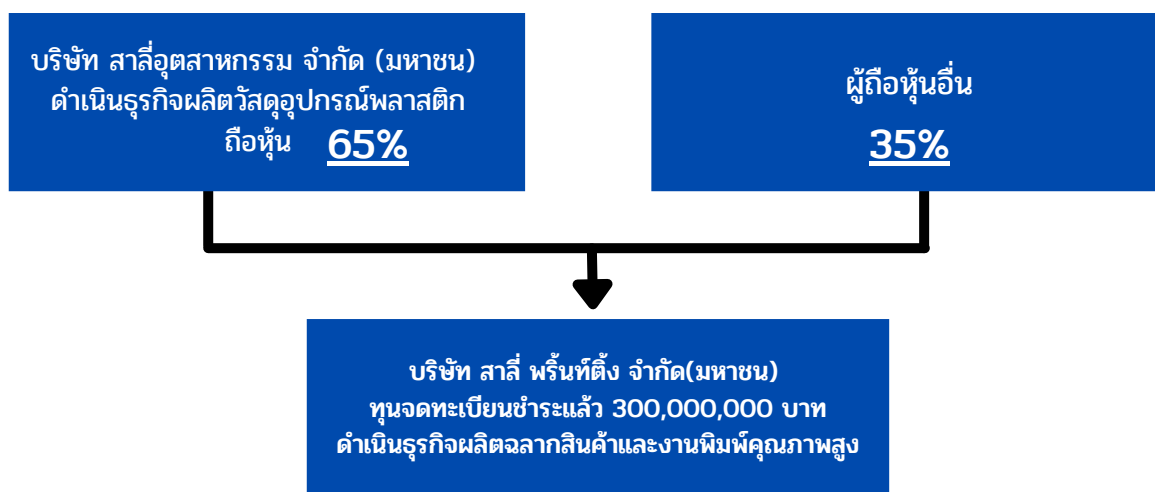 บริษัท สาลี่อุตสาหกรรม จำกัด (มหาชน)
ดำเนินธุรกิจผลิตวัสดุอุปกรณ์พลาสติก
ถือหุ้น 65%
ผู้ถือหุ้นอื่น
35%
บริษัท สาลี่ พริ้นท์ติ้ง จำกัด(มหาชน)
ทุนจดทะเบียนชำระแล้ว 300,000,000 บาท
ดำเนินธุรกิจผลิตฉลากสินค้าและงานพิมพ์คุณภาพสูง